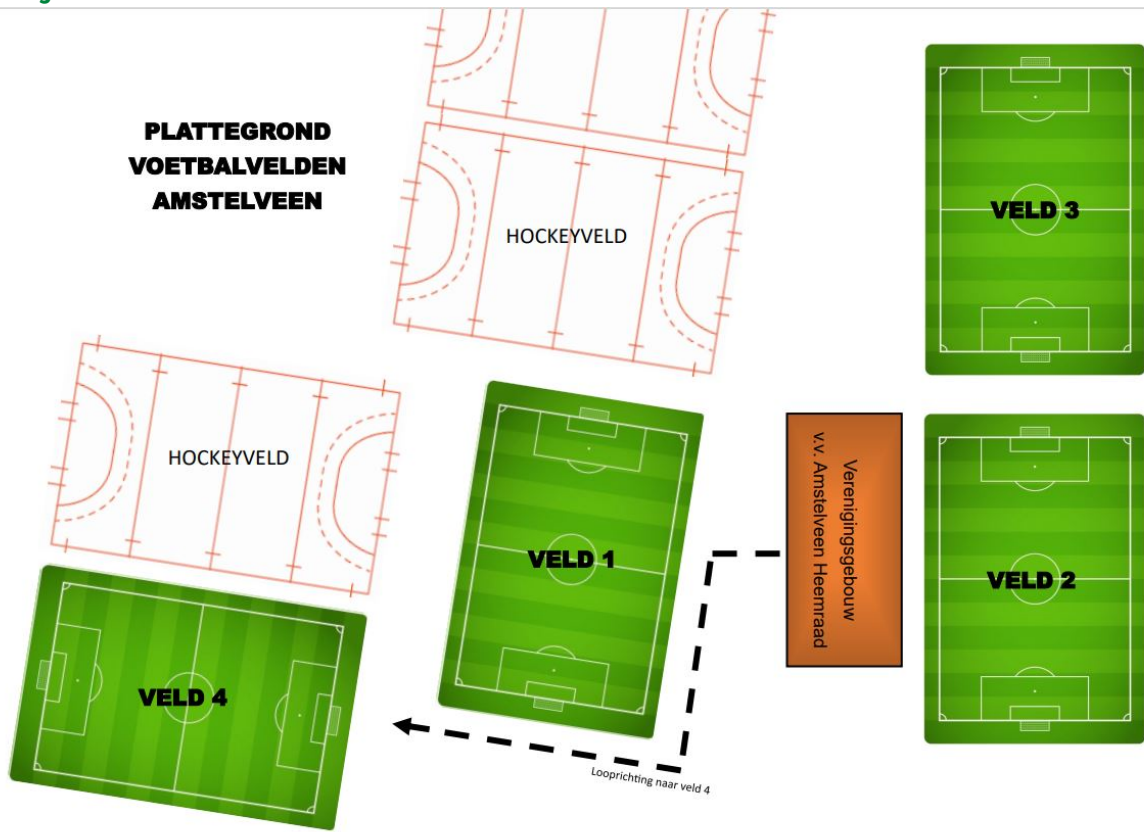 PLATTEGROND
VOETBALVELDEN
AMSTELVEEN
HOCKEYVELD
VELD 3
HOCKEYVELD
VELD 1
Verenigingsgebouw
v.v. Amstelveen Heemraad
VELD 2
VELD 4
Looprichting naar veld 4